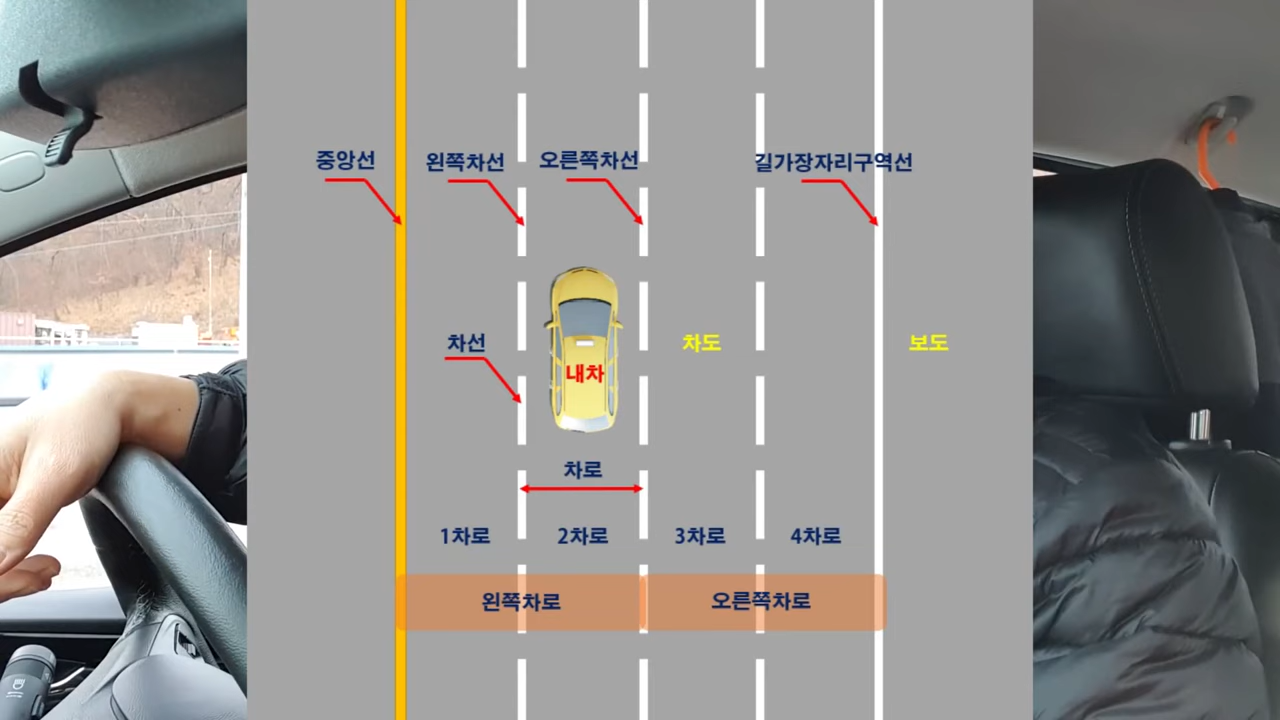 중앙선
왼쪽차선
오른쪽차선
길가장자리구역선
차선
내차
차도
보도
차로
1차로
2차로
3차로
4차로
왼쪽차로
오른쪽차로